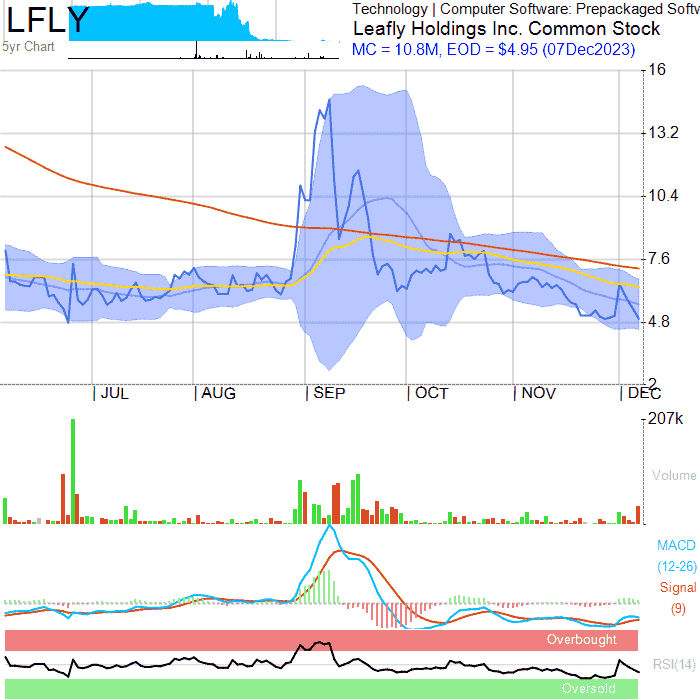 LFLY
5yr Chart
Technology | Computer Software: Prepackaged Softw
Leafly Holdings Inc. Common Stock
MC = 10.8M, EOD = $4.95 (07Dec2023)
16
13.2
10.4
7.6
4.8
2
JUL AUG SEP OCT NOV DEC
207k
Volume
MACD
(12-26)
Signal
(9)
Overbought
RSI(14)
Oversold